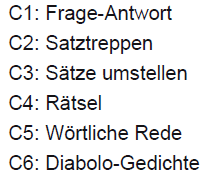 C1: Frage-Antwort
C2: Satztreppen
C3: Sätze umstellen
C4: Rätsel
C5: Wörtliche Rede
C6: Diabolo-Gedichte